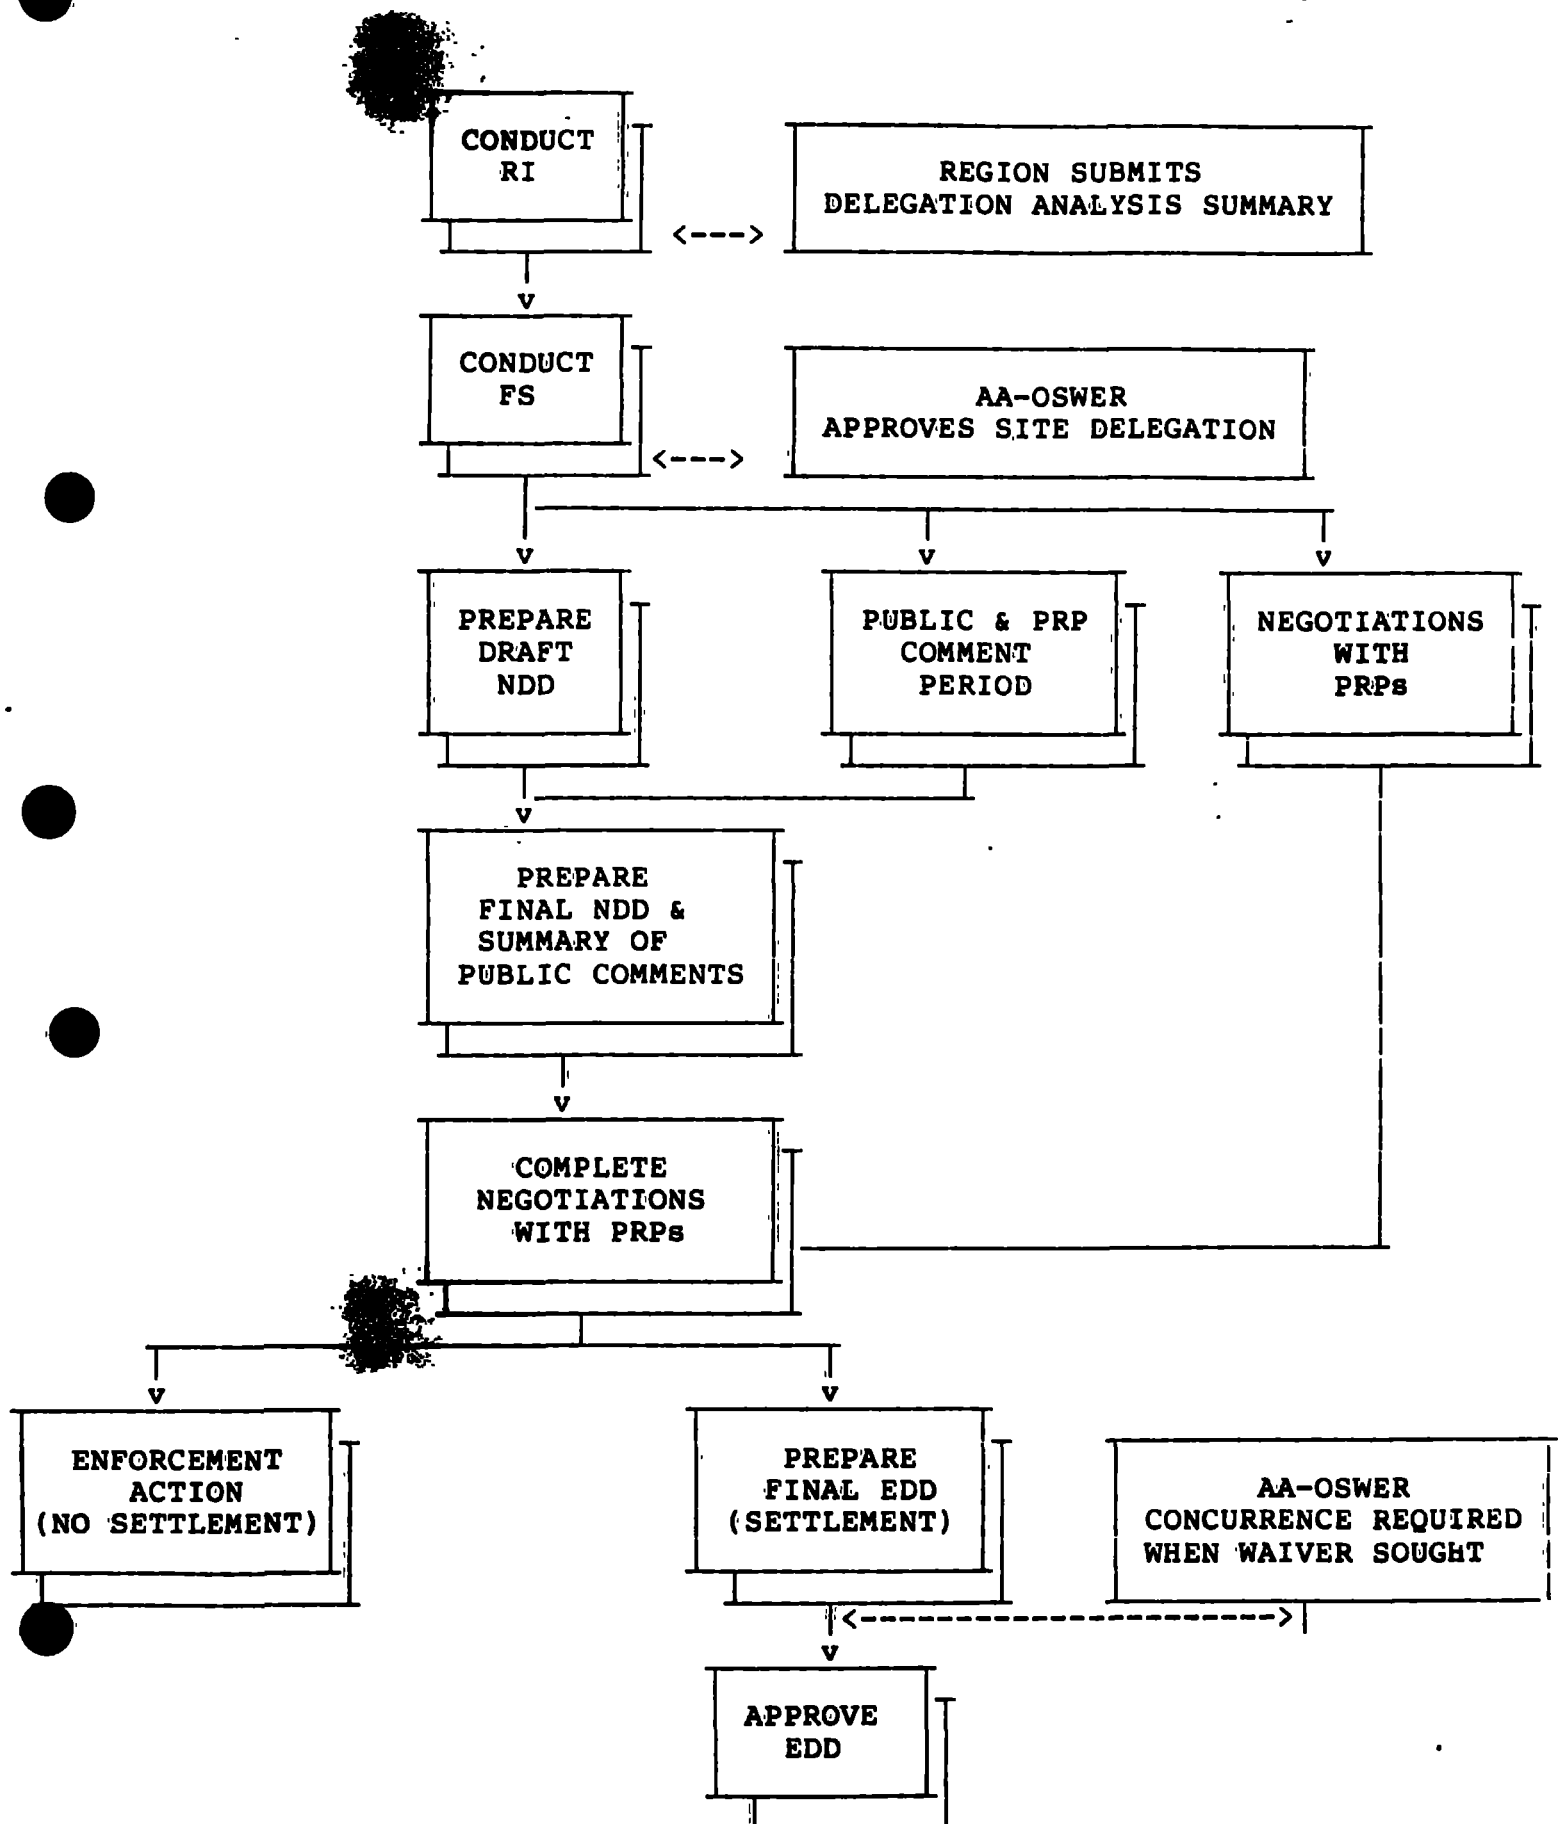 CONDUCT
RI
REGION SUBMITS
DELEGATION ANALYSIS SUMMARY
<--->
v
CONDUCT
FS
AA-OSWER
APPROVES SITE DELEGATION
<--->
v v v
PREPARE
DRAFT
NDD
PUBLIC & PRP
COMMENT
PERIOD
NEGOTIATIONS
WITH
PRPs
v
PREPARE
FINAL NDD &
SUMMARY OF
PUBLIC COMMENTS
v
COMPLETE
NEGOTIATIONS
WITH PRPs
v v
ENFORCEMENT
ACTION
(NO SETTLEMENT)
PREPARE
FINAL EDD
(SETTLEMENT)
AA-OSWER
CONCURRENCE REQUIRED
WHEN WAIVER SOUGHT
<----------------------->
v
APPROVE
EDD